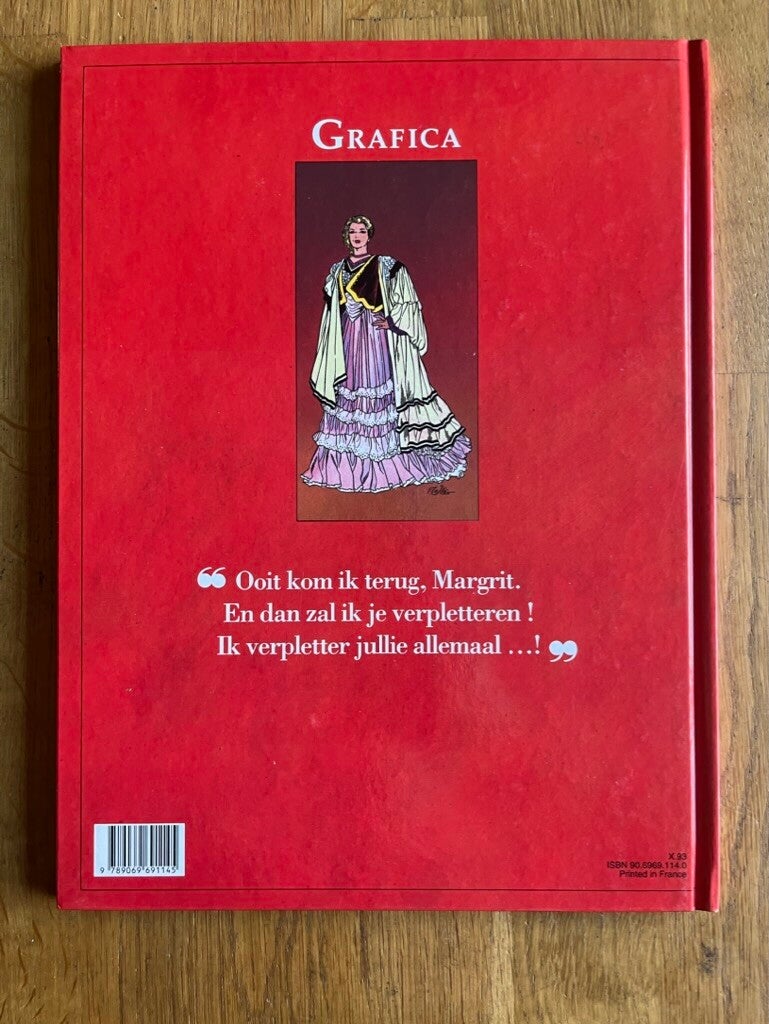 GRAFICA
“ Ooit kom ik terug, Margrit.
En dan zal ik je verpletteren !
Ik verpletter jullie allemaal ...! ”
9 789069 691145
X.93
ISBN 90.6969.114.0
Printed in France